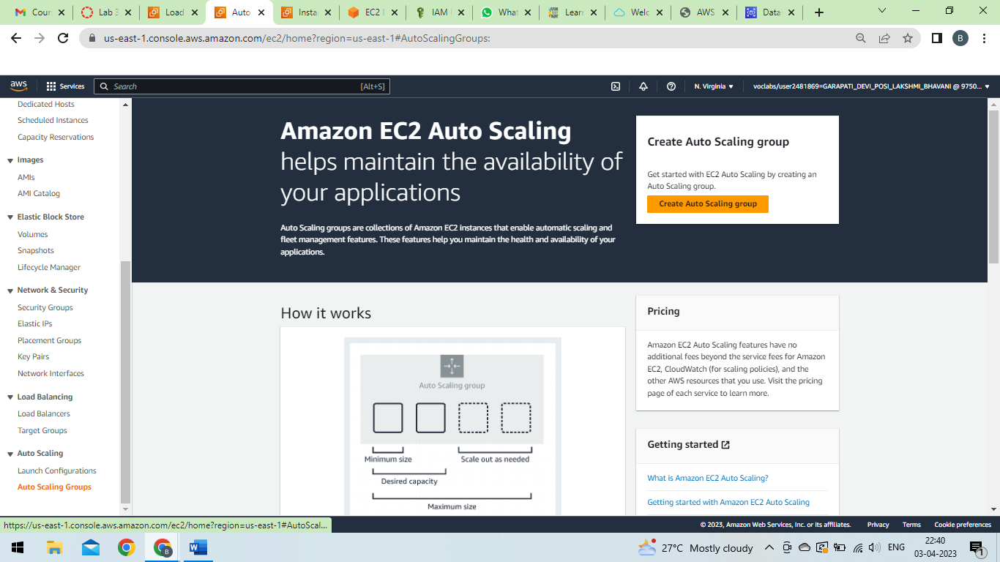 Cour
Lab 3
Load
Auto
Insta
EC2
IAM
What
Learn
Welc
AWS
Data
us-east-1.console.aws.amazon.com/ec2/home?region=us-east-1#AutoScalingGroups:
B
aws
Services
Search
[Alt+S]
N. Virginia
voclabs/user2481869=GARAPATI_DEVI_POSI_LAKSHMI_BHAVANI @ 9750...
Dedicated Hosts
Scheduled Instances
Capacity Reservations
Images
AMIs
AMI Catalog
Elastic Block Store
Volumes
Snapshots
Lifecycle Manager
Network & Security
Security Groups
Elastic IPs
Placement Groups
Key Pairs
Network Interfaces
Load Balancing
Load Balancers
Target Groups
Auto Scaling
Launch Configurations
Auto Scaling Groups
Amazon EC2 Auto Scaling
helps maintain the availability of
your applications
Auto Scaling groups are collections of Amazon EC2 instances that enable automatic scaling and
fleet management features. These features help you maintain the health and availability of your
applications.
Create Auto Scaling group
Get started with EC2 Auto Scaling by creating an
Auto Scaling group.
Create Auto Scaling group
How it works
Auto Scaling group
Minimum size
Scale out as needed
Desired capacity
Maximum size
Pricing
Amazon EC2 Auto Scaling features have no
additional fees beyond the service fees for Amazon
EC2, CloudWatch (for scaling policies), and the
other AWS resources that you use. Visit the pricing
page of each service to learn more.
Getting started
What is Amazon EC2 Auto Scaling?
Getting started with Amazon EC2 Auto Scaling
https://us-east-1.console.aws.amazon.com/ec2/home?region=us-east-1#AutoScal...
© 2023, Amazon Web Services, Inc. or its affiliates.
Privacy
Terms
Cookie preferences
B
W
27°C Mostly cloudy
ENG
22:40
03-04-2023
1